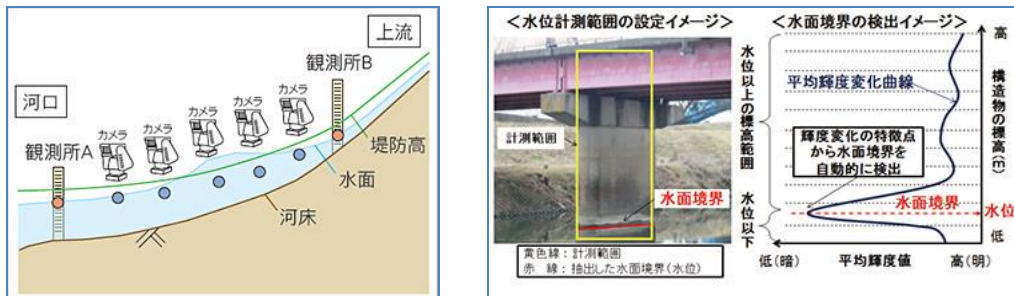 上流
観測所B
河口
カメラ
カメラ
カメラ
カメラ
カメラ
観測所A
堤防高
水面
河床
<水位計測範囲の設定イメージ>
計測範囲
水面境界
黄色線：計測範囲
赤　線：抽出した水面境界(水位)
<水面境界の検出イメージ>
水位以上の標高範囲
水位以下
高
平均輝度変化曲線
輝度変化の特徴点
から水面境界を
自動的に検出
構造物の標高(m)
水面境界
水位
低
低(暗)
平均輝度値
高(明)